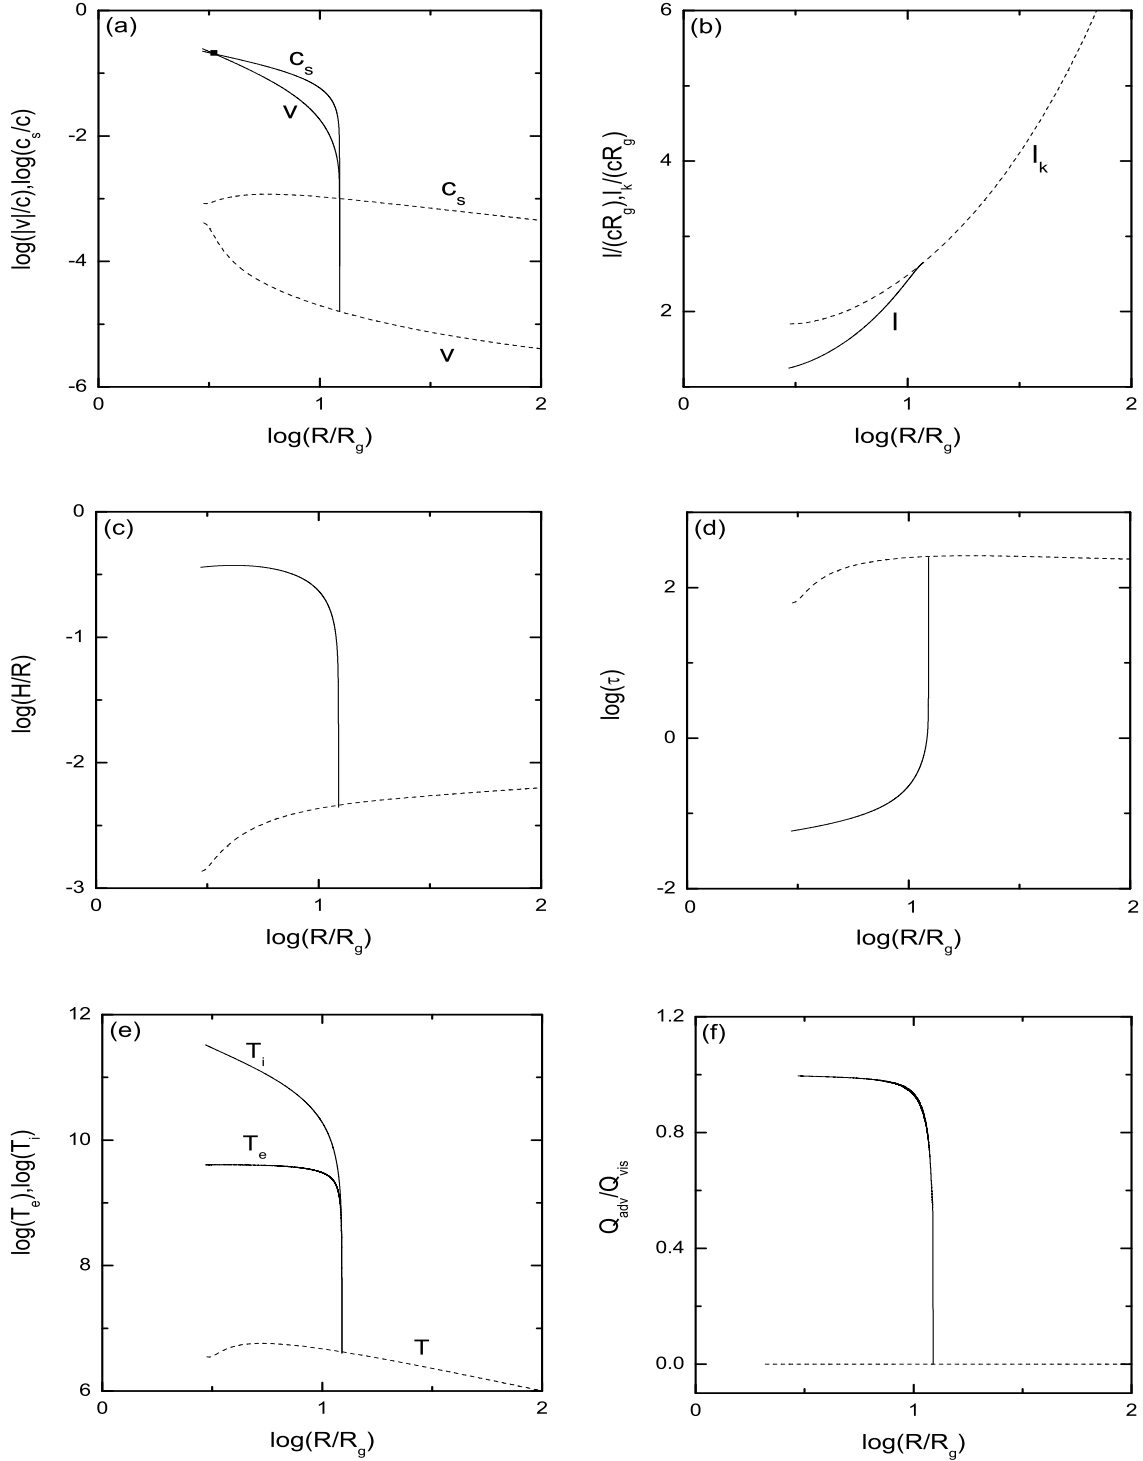 (a)
0
-2
-4
-6
log(|v|/c),log(c_s/c)
c_s
v
c_s
v
0
1
2
log(R/R_g)
(b)
6
4
2
l/(cR_g),l_k/(cR_g)
l_k
l
0
1
2
log(R/R_g)
(c)
0
-1
-2
-3
log(H/R)
0
1
2
log(R/R_g)
(d)
2
0
-2
log(τ)
0
1
2
log(R/R_g)
(e)
12
10
8
6
log(T_e),log(T_i)
T_i
T_e
T
0
1
2
log(R/R_g)
(f)
1.2
0.8
0.4
0.0
Q_adv/Q_vis
0
1
2
log(R/R_g)